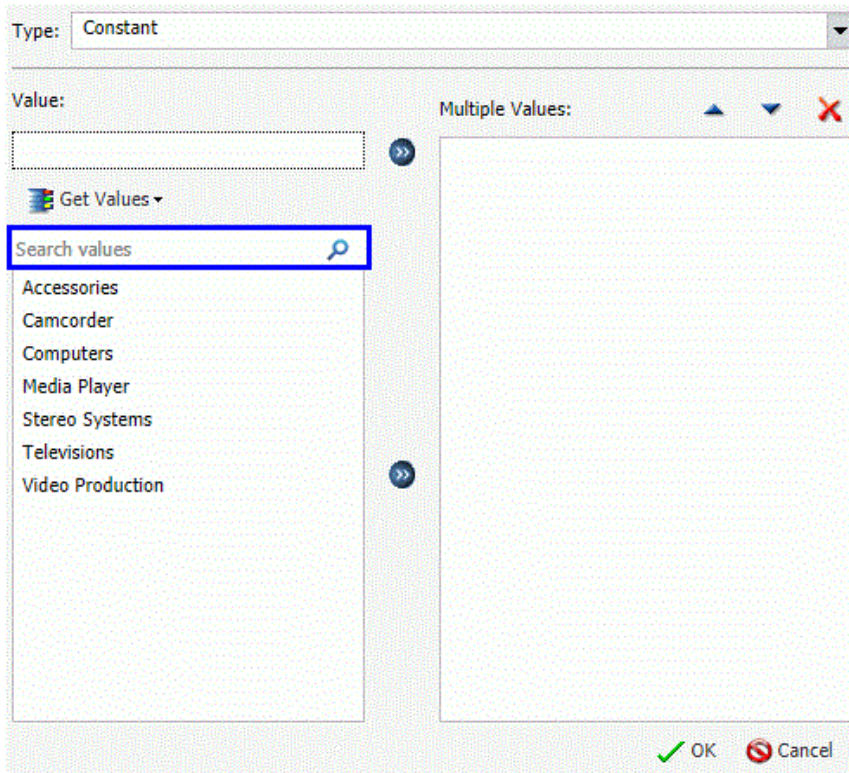 Type: Constant
Value:
Multiple Values:
Get Values
Search values
Accessories
Camcorder
Computers
Media Player
Stereo Systems
Televisions
Video Production
OK Cancel